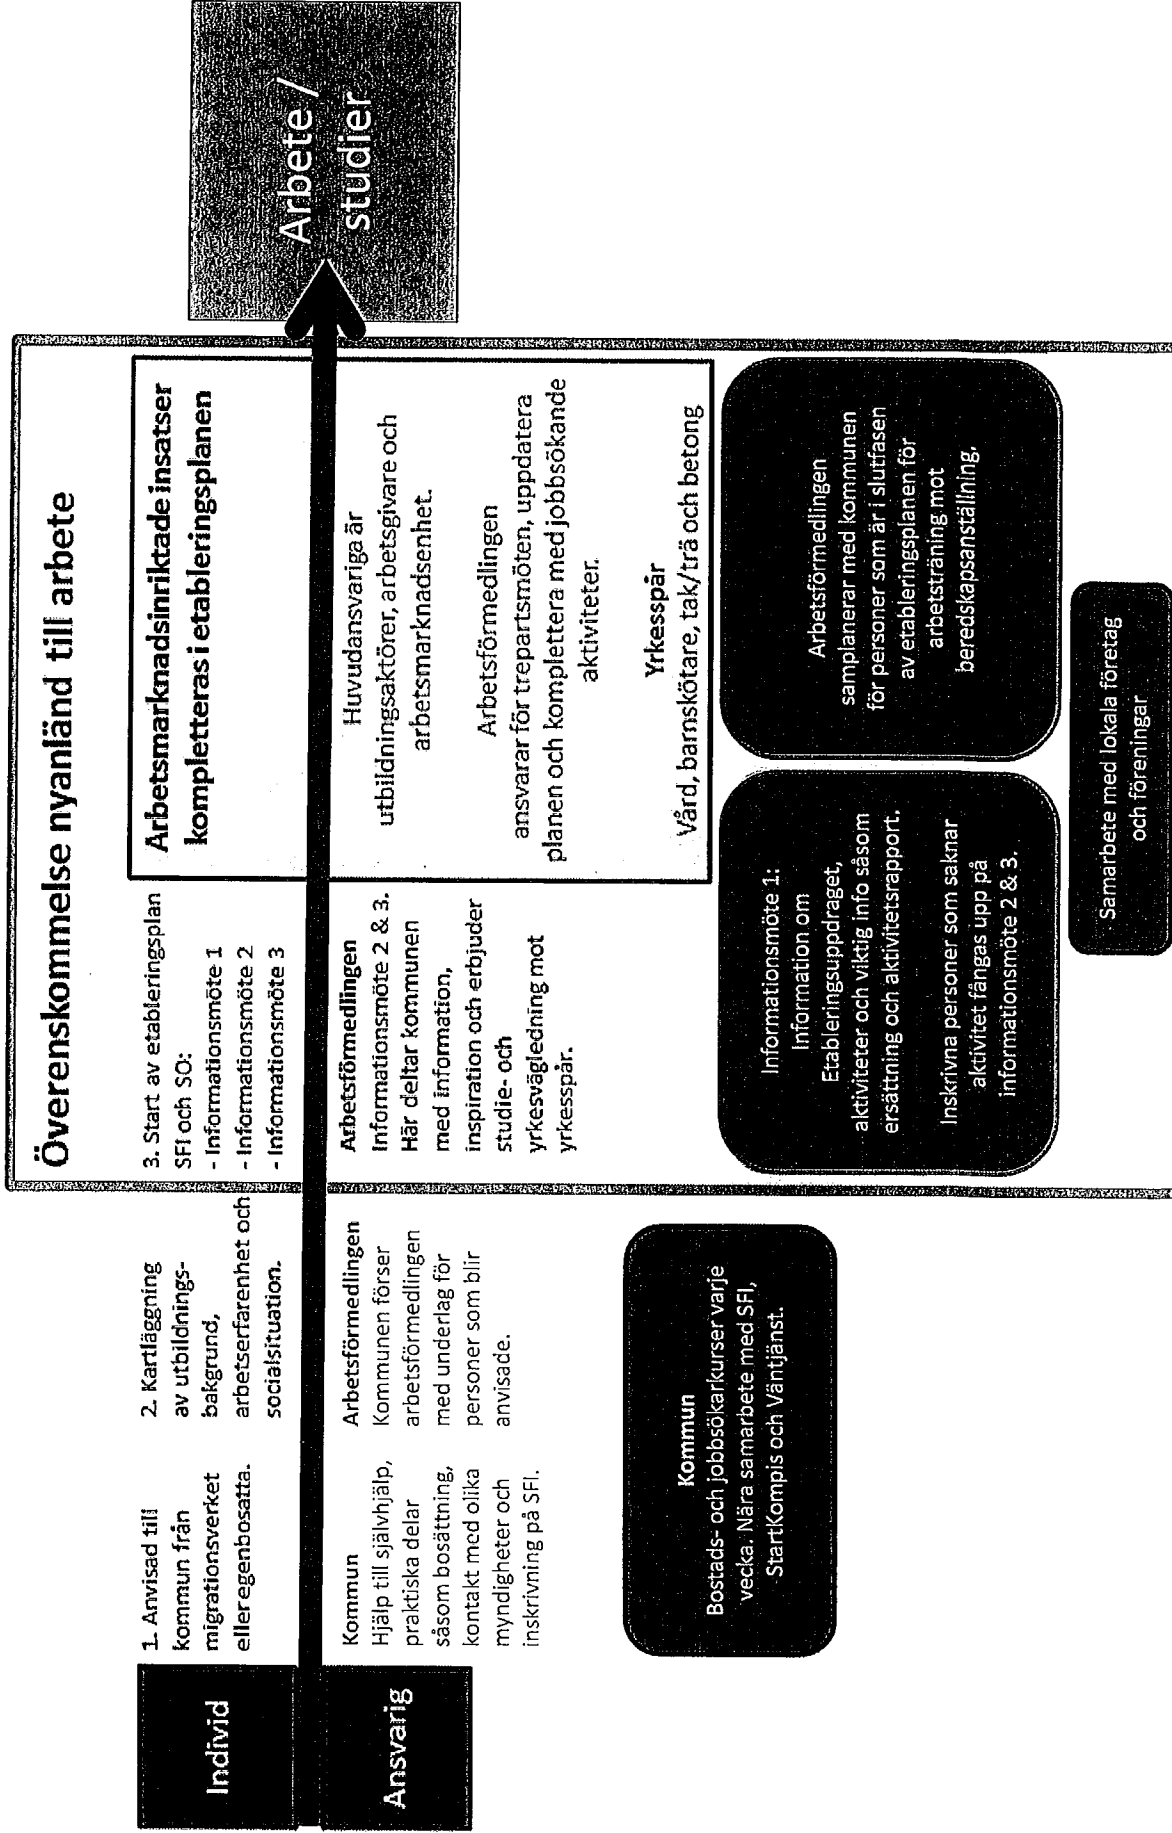 Överenskommelse nyanländ till arbete
Individ
1. Anvisad till
kommun från
migrationsverket
eller egenbosatta.
2. Kartläggning
av utbildnings-
bakgrund,
arbetserfarenhet och
socialsituation.
3. Start av etableringsplan
SFI och SO:
- Informationsmöte 1
- Informationsmöte 2
- Informationsmöte 3
Arbetsmarknadsinriktade insatser
kompletteras i etableringsplanen
Arbete /
studier
Ansvarig
Kommun
Hjälp till självhjälp,
praktiska delar
såsom bosättning,
kontakt med olika
myndigheter och
inskrivning på SFI.
Arbetsförmedlingen
Kommunen förser
arbetsförmedlingen
med underlag för
personer som blir
anvisade.
Arbetsförmedlingen
Informationsmöte 2 & 3.
Här deltar kommunen
med information,
inspiration och erbjuder
studie- och
yrkesvägledning mot
yrkesspår.
Huvudansvariga är
utbildningsaktörer, arbetsgivare och
arbetsmarknadsenhet.
Arbetsförmedlingen
ansvarar för trepartsmöten, uppdatera
planen och komplettera med jobbsökande
aktiviteter.
Yrkesspår
Vård, barnskötare, tak/trä och betong
Kommun
Bostads- och jobbsökarkurser varje
vecka. Nära samarbete med SFI,
StartKompis och Väntjänst.
Informationsmöte 1:
Information om
Etableringsuppdraget,
aktiviteter och viktig info såsom
ersättning och aktivitetsrapport.
Inskrivna personer som saknar
aktivitet fångas upp på
informationsmöte 2 & 3.
Arbetsförmedlingen
samplanerar med kommunen
för personer som är i slutfasen
av etableringsplanen för
arbetsträning mot
beredskapsanställning,
Samarbete med lokala företag
och föreningar